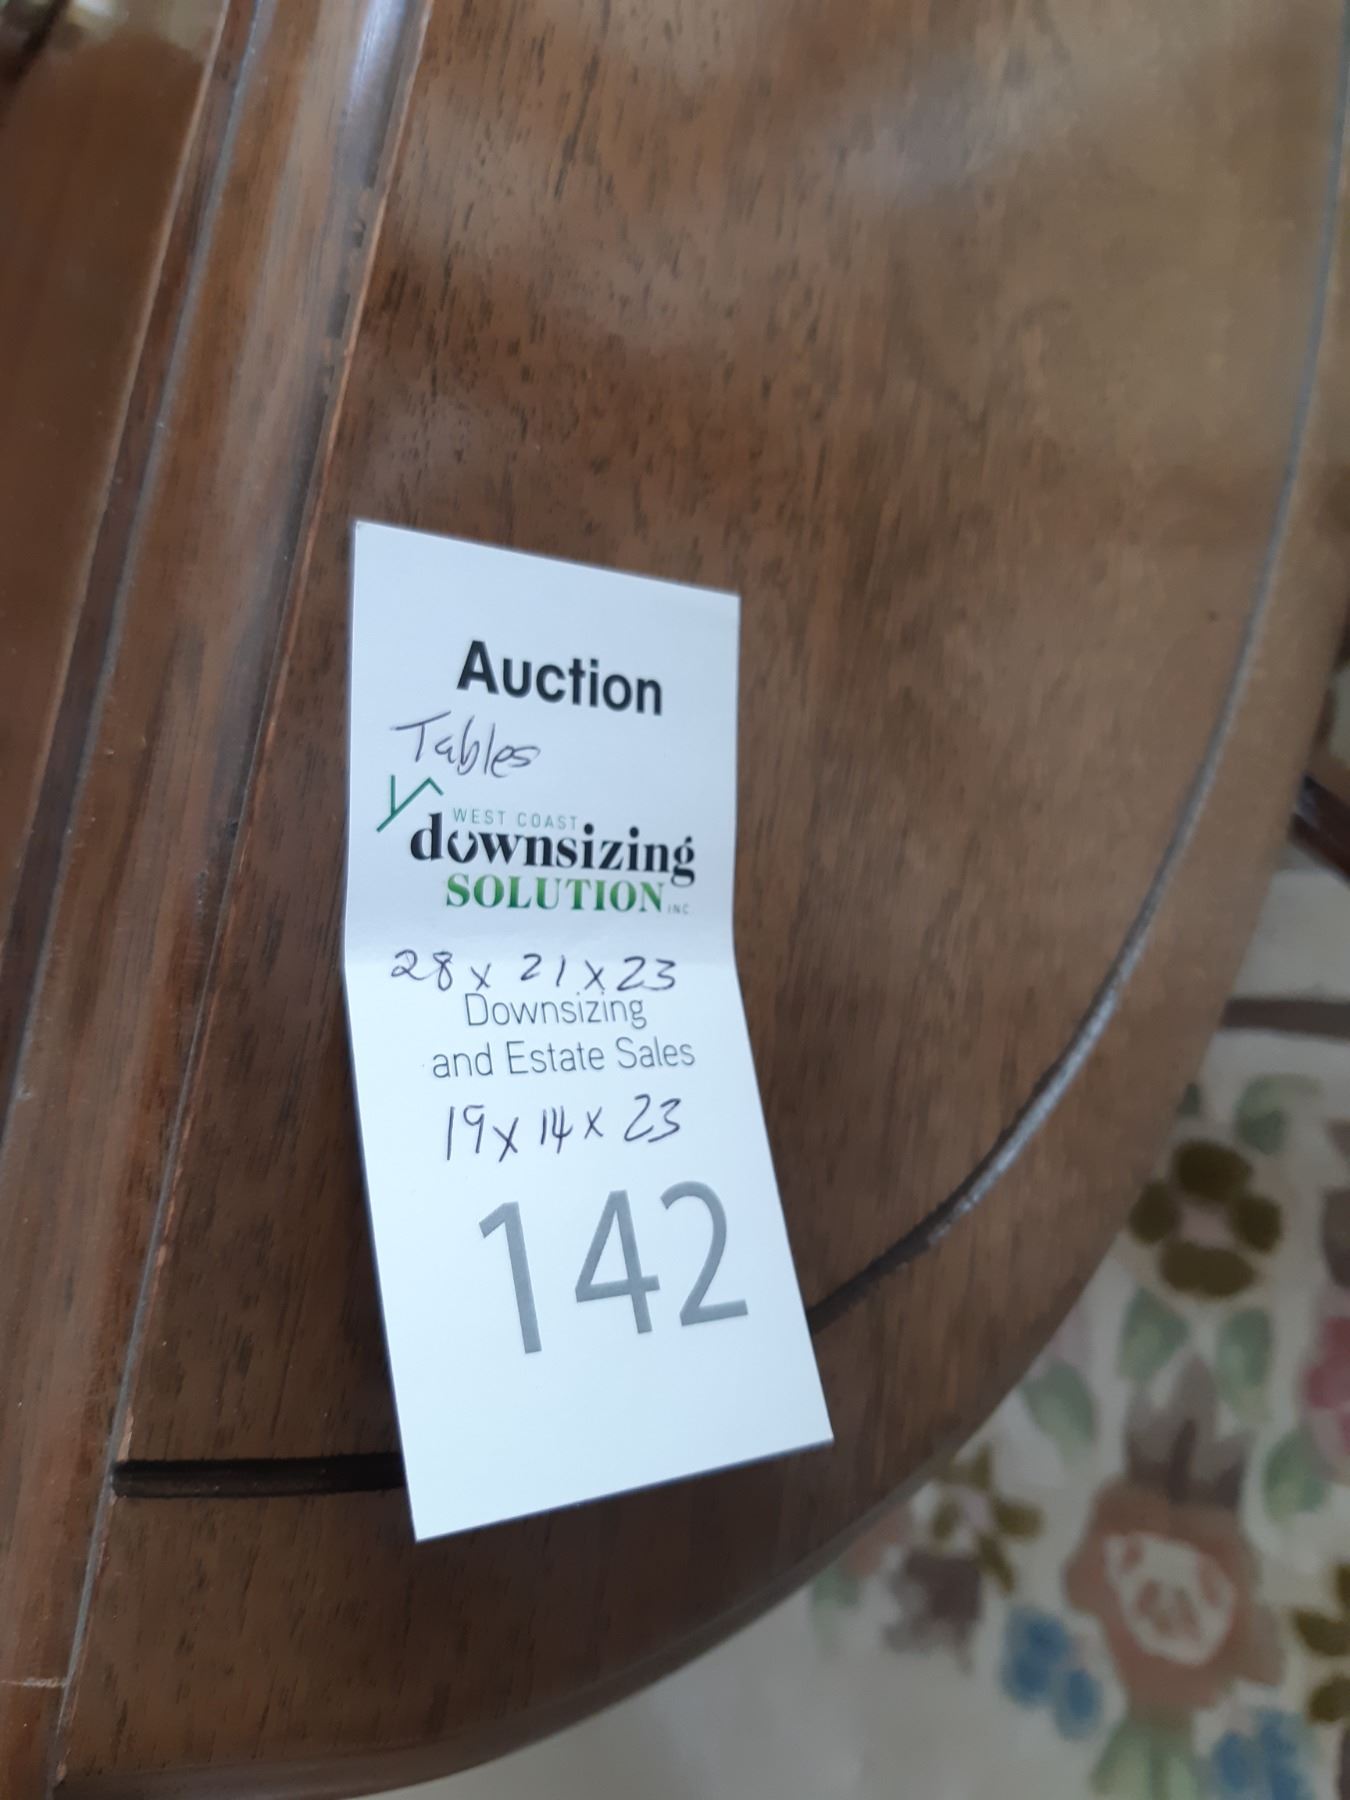 Auction
Tables
WEST COAST
downsizing
SOLUTION INC
28 x 21 x 23
Downsizing
and Estate Sales
19 x 14 x 23
142